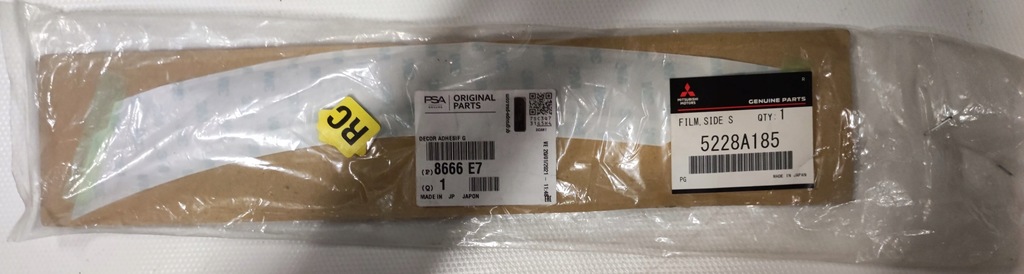 PSA
ORIGINAL
PARTS
DECOR ADHESIF G
(P) 8666 E7
(Q) 1
MADE IN JP JAPON
RC
MITSUBISHI
MOTORS
GENUINE PARTS
FILM, SIDE S QTY: 1
5228A185
PG MADE IN JAPAN